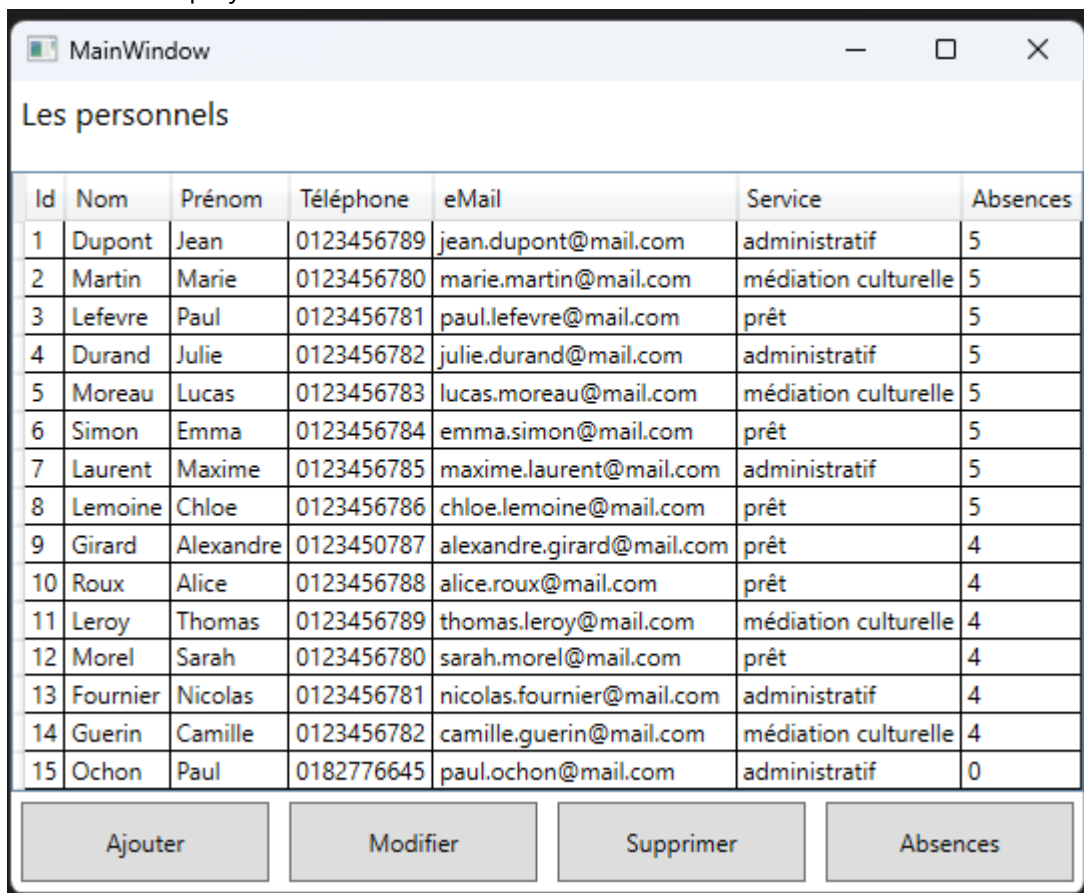 MainWindow
Les personnels
Id Nom Prénom Téléphone eMail Service Absences
1 Dupont Jean 0123456789 jean.dupont@mail.com administratif 5
2 Martin Marie 0123456780 marie.martin@mail.com médiation culturelle 5
3 Lefevre Paul 0123456781 paul.lefevre@mail.com prêt 5
4 Durand Julie 0123456782 julie.durand@mail.com administratif 5
5 Moreau Lucas 0123456783 lucas.moreau@mail.com médiation culturelle 5
6 Simon Emma 0123456784 emma.simon@mail.com prêt 5
7 Laurent Maxime 0123456785 maxime.laurent@mail.com administratif 5
8 Lemoine Chloe 0123456786 chloe.lemoine@mail.com prêt 5
9 Girard Alexandre 0123450787 alexandre.girard@mail.com prêt 4
10 Roux Alice 0123456788 alice.roux@mail.com prêt 4
11 Leroy Thomas 0123456789 thomas.leroy@mail.com médiation culturelle 4
12 Morel Sarah 0123456780 sarah.morel@mail.com prêt 4
13 Fournier Nicolas 0123456781 nicolas.fournier@mail.com administratif 4
14 Guerin Camille 0123456782 camille.guerin@mail.com médiation culturelle 4
15 Ochon Paul 0182776645 paul.ochon@mail.com administratif 0
Ajouter Modifier Supprimer Absences